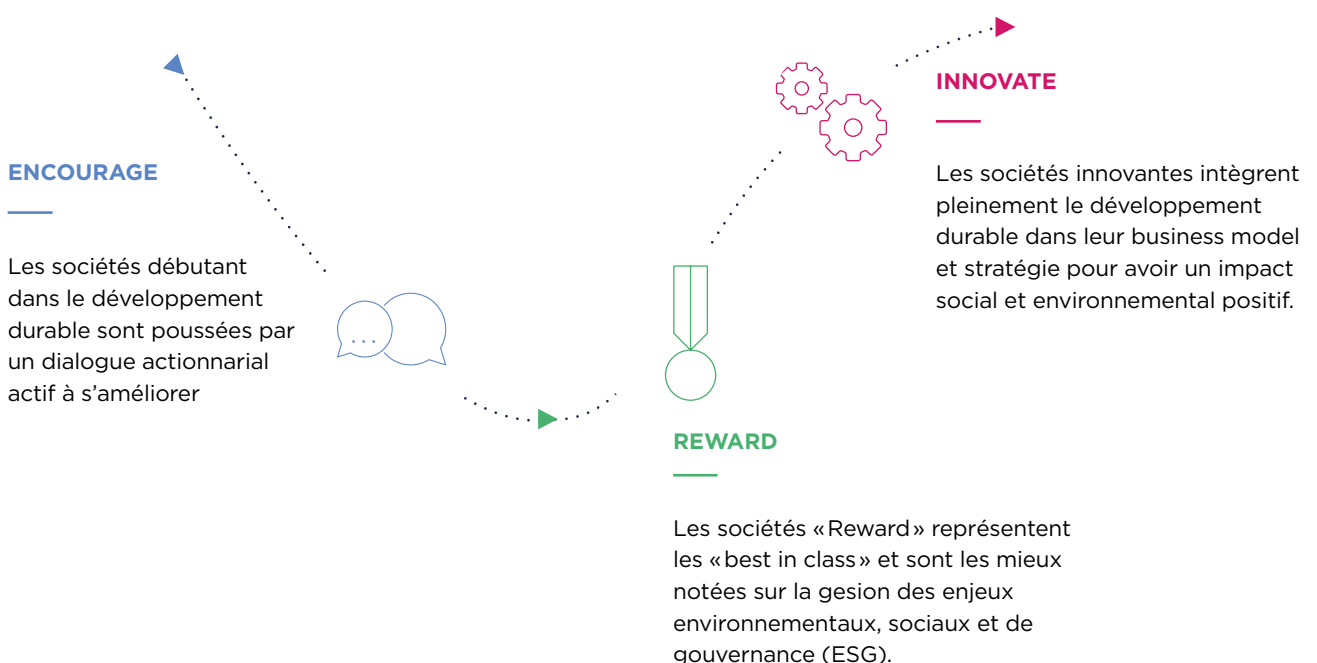 ENCOURAGE
Les sociétés débutant
dans le développement
durable sont poussées par
un dialogue actionnarial
actif à s’améliorer
REWARD
Les sociétés «Reward» représentent
les «best in class» et sont les mieux
notées sur la gesion des enjeux
environnementaux, sociaux et de
gouvernance (ESG).
INNOVATE
Les sociétés innovantes intègrent
pleinement le développement
durable dans leur business model
et stratégie pour avoir un impact
social et environnemental positif.